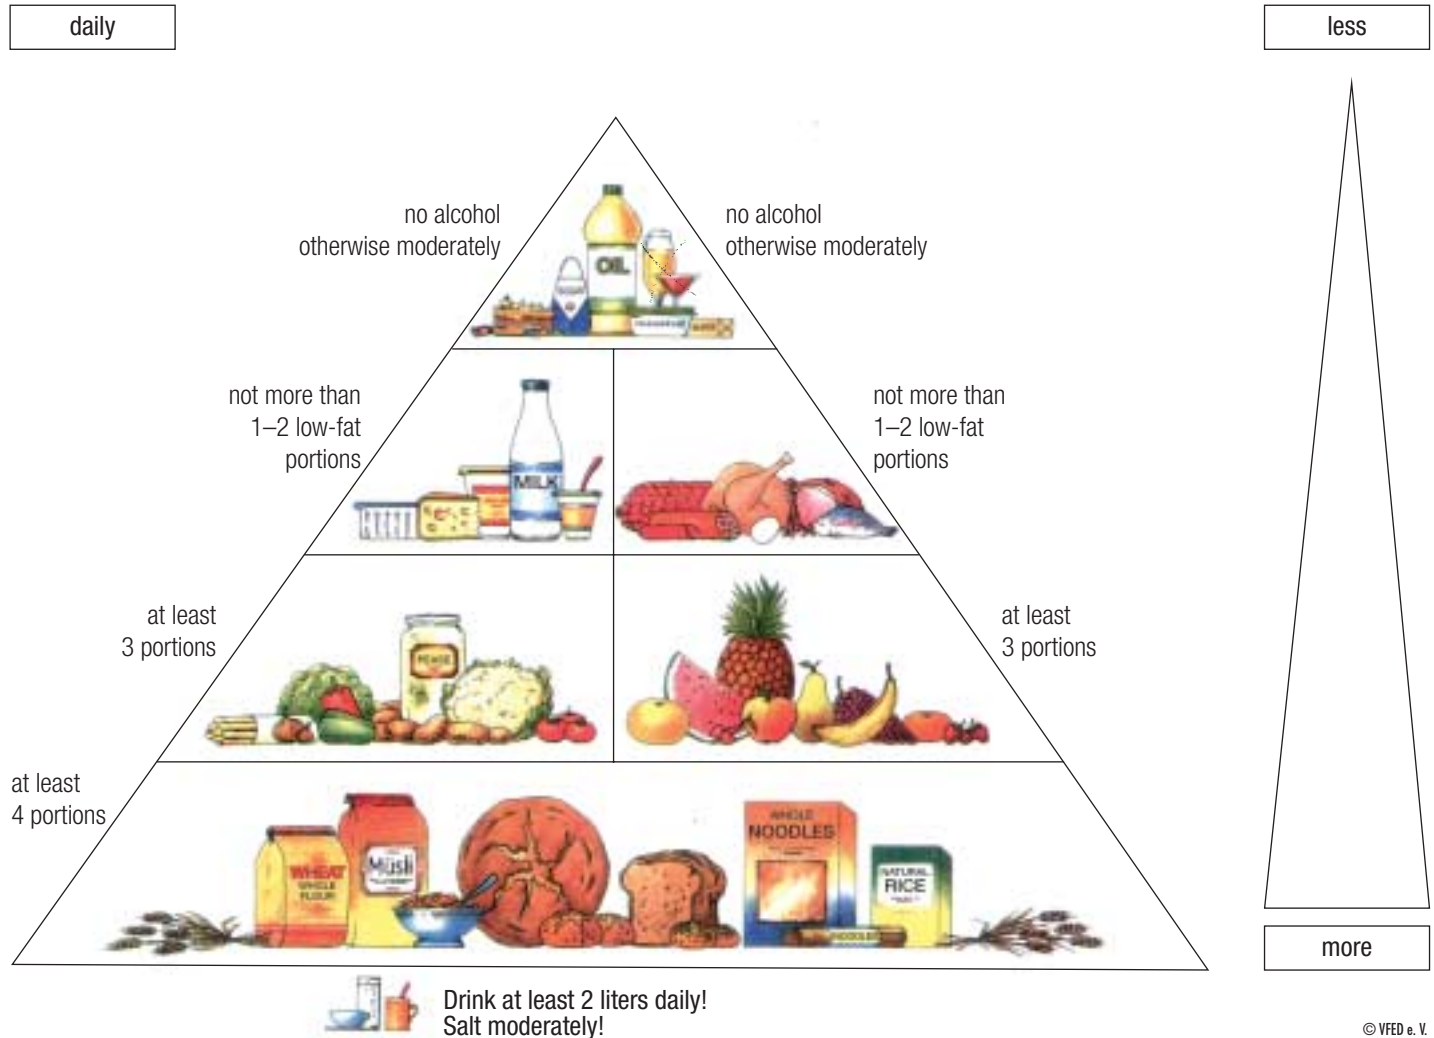 daily
less
no alcohol
otherwise moderately
no alcohol
otherwise moderately
OIL
not more than
1–2 low-fat
portions
not more than
1–2 low-fat
portions
MILK
at least
3 portions
at least
3 portions
at least
4 portions
WHEAT
WHOLE
FLOUR
Müsli
WHOLE
NOODLES
NATURAL
RICE
NOODLES
more
Drink at least 2 liters daily!
Salt moderately!
© VFED e. V.